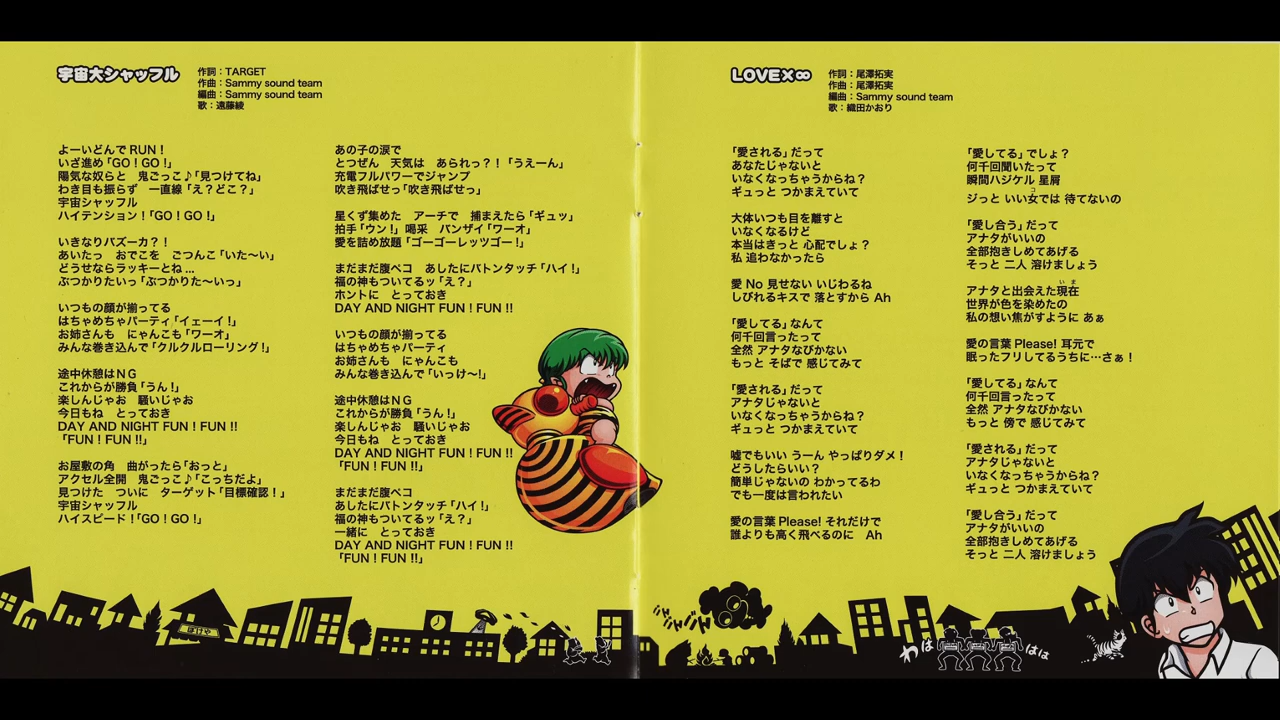 宇宙大シャッフル
作詞：TARGET
作曲：Sammy sound team
編曲：Sammy sound team
歌：遠藤綾
よーいどんで RUN！
いざ進め「GO！GO！」
陽気な奴らと　鬼ごっこ♪「見つけてね」
わき目も振らず　一直線「え？どこ？」
宇宙シャッフル
ハイテンション！「GO！GO！」
いきなりバズーカ？！
あいたっ　おでこを　ごつんこ「いた〜い」
どうせならラッキーとね...
ぶつかりたいっ「ぶつかりた〜いっ」
いつもの顔が揃ってる
はちゃめちゃパーティ「イェーイ！」
お姉さんも　にゃんこも「ワーオ」
みんな巻き込んで「クルクルローリング！」
途中休憩はＮＧ
これからが勝負「うん！」
楽しんじゃお　騒いじゃお
今日もね　とっておき
DAY AND NIGHT FUN！FUN !!
「FUN！FUN !!」
お屋敷の角　曲がったら「おっと」
アクセル全開　鬼ごっこ♪「こっちだよ」
見つけた　ついに　ターゲット「目標確認！」
宇宙シャッフル
ハイスピード！「GO！GO！」
あの子の涙で
とつぜん　天気は　あられっ？！「うえーん」
充電フルパワーでジャンプ
吹き飛ばせっ「吹き飛ばせっ」
星くず集めた　アーチで　捕まえたら「ギュッ」
拍手「ウン！」喝采　バンザイ「ワーオ」
愛を詰め放題「ゴーゴーレッツゴー！」
まだまだ腹ペコ　あしたにバトンタッチ「ハイ！」
福の神もついてるッ「え？」
ホントに　とっておき
DAY AND NIGHT FUN！FUN !!
いつもの顔が揃ってる
はちゃめちゃパーティ
お姉さんも　にゃんこも
みんな巻き込んで「いっけ〜！」
途中休憩はＮＧ
これからが勝負「うん！」
楽しんじゃお　騒いじゃお
今日もね　とっておき
DAY AND NIGHT FUN！FUN !!
「FUN！FUN !!」
まだまだ腹ペコ
あしたにバトンタッチ「ハイ！」
福の神もついてるッ「え？」
一緒に　とっておき
DAY AND NIGHT FUN！FUN !!
「FUN！FUN !!」
LOVE×∞
作詞：尾澤拓実
作曲：尾澤拓実
編曲：Sammy sound team
歌：織田かおり
「愛される」だって
あなたじゃないと
いなくなっちゃうからね？
ギュっと つかまえていて
大体いつも目を離すと
いなくなるけど
本当はきっと 心配でしょ？
私 追わなかったら
愛 No 見せない いじわるね
しびれるキスで 落とすから Ah
「愛してる」なんて
何千回言ったって
全然 アナタなびかない
もっと そばで 感じてみて
「愛される」だって
アナタじゃないと
いなくなっちゃうからね？
ギュっと つかまえていて
嘘でもいい うーん やっぱりダメ！
どうしたらいい？
簡単じゃないの わかってるわ
でも一度は言われたい
愛の言葉 Please! それだけで
誰よりも高く飛べるのに　Ah
「愛してる」でしょ？
何千回聞いたって
瞬間ハジケル 星屑
コ
ジっと いい女では 待てないの
「愛し合う」だって
アナタがいいの
全部抱きしめてあげる
そっと 二人 溶けましょう
いま
アナタと出会えた現在
世界が色を染めたの
私の想い焦がすように あぁ
愛の言葉 Please! 耳元で
眠ったフリしてるうちに…さぁ！
「愛してる」なんて
何千回言ったって
全然 アナタなびかない
もっと 傍で 感じてみて
「愛される」だって
アナタじゃないと
いなくなっちゃうからね？
ギュっと つかまえていて
「愛し合う」だって
アナタがいいの
全部抱きしめてあげる
そっと 二人 溶けましょう
わは
はは